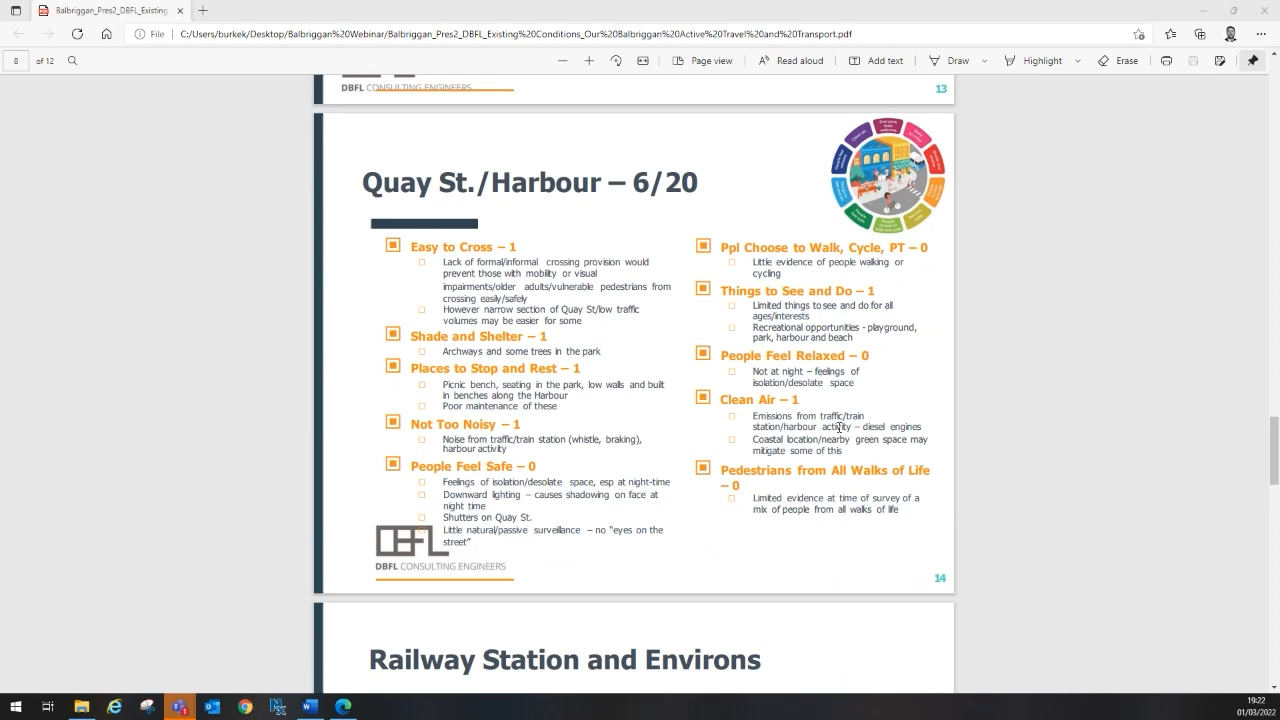 Balbriggan_Pres2_DBFL_Existing
File
C:/Users/burkek/Desktop/Balbriggan%20Webinar/Balbriggan_Pres2_DBFL_Existing%20Conditions_Our%20Balbriggan%20Active%20Travel%20and%20Transport.pdf
8 of 12
Page view
Read aloud
Add text
Draw
Highlight
Erase
DBFL CONSULTING ENGINEERS
13
Quay St./Harbour – 6/20
Easy to Cross – 1
Lack of formal/informal crossing provision would
prevent those with mobility or visual
impairments/older adults/vulnerable pedestrians from
crossing easily/safely
However narrow section of Quay St/low traffic
volumes may be easier for some
Shade and Shelter – 1
Archways and some trees in the park
Places to Stop and Rest – 1
Picnic bench, seating in the park, low walls and built
in benches along the Harbour
Poor maintenance of these
Not Too Noisy – 1
Noise from traffic/train station (whistle, braking),
harbour activity
People Feel Safe – 0
Feelings of isolation/desolate space, esp at night-time
Downward lighting – causes shadowing on face at
night time
Shutters on Quay St.
Little natural/passive surveillance – no “eyes on the
street”
Ppl Choose to Walk, Cycle, PT – 0
Little evidence of people walking or
cycling
Things to See and Do – 1
Limited things to see and do for all
ages/interests
Recreational opportunities - playground,
park, harbour and beach
People Feel Relaxed – 0
Not at night – feelings of
isolation/desolate space
Clean Air – 1
Emissions from traffic/train
station/harbour activity – diesel engines
Coastal location/nearby green space may
mitigate some of this
Pedestrians from All Walks of Life
– 0
Limited evidence at time of survey of a
mix of people from all walks of life
DBFL
DBFL CONSULTING ENGINEERS
14
Railway Station and Environs
19:22
01/03/2022